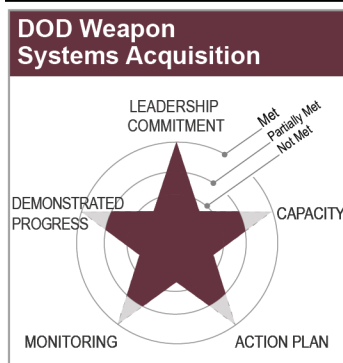 DOD Weapon
Systems Acquisition
LEADERSHIP
COMMITMENT
Met
Partially Met
Not Met
DEMONSTRATED
PROGRESS
CAPACITY
MONITORING
ACTION PLAN